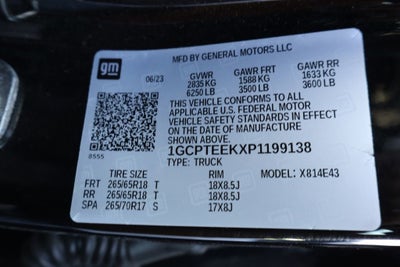 MFD BY GENERAL MOTORS LLC
gm
06/23 GVWR GAWR FRT GAWR RR
2835 KG 1588 KG 1633 KG
6250 LB 3500 LB 3600 LB
THIS VEHICLE CONFORMS TO ALL
APPLICABLE U.S. FEDERAL MOTOR
VEHICLE SAFETY STANDARDS IN EFFECT
ON THE DATE OF MANUFACTURE
SHOWN ABOVE.
8555
1GCPTEEKXP1199138
TYPE: TRUCK MODEL: X814E43
TIRE SIZE RIM
FRT 265/65R18 T 18X8.5J
RR 265/65R18 T 18X8.5J
SPA 265/70R17 S 17X8J